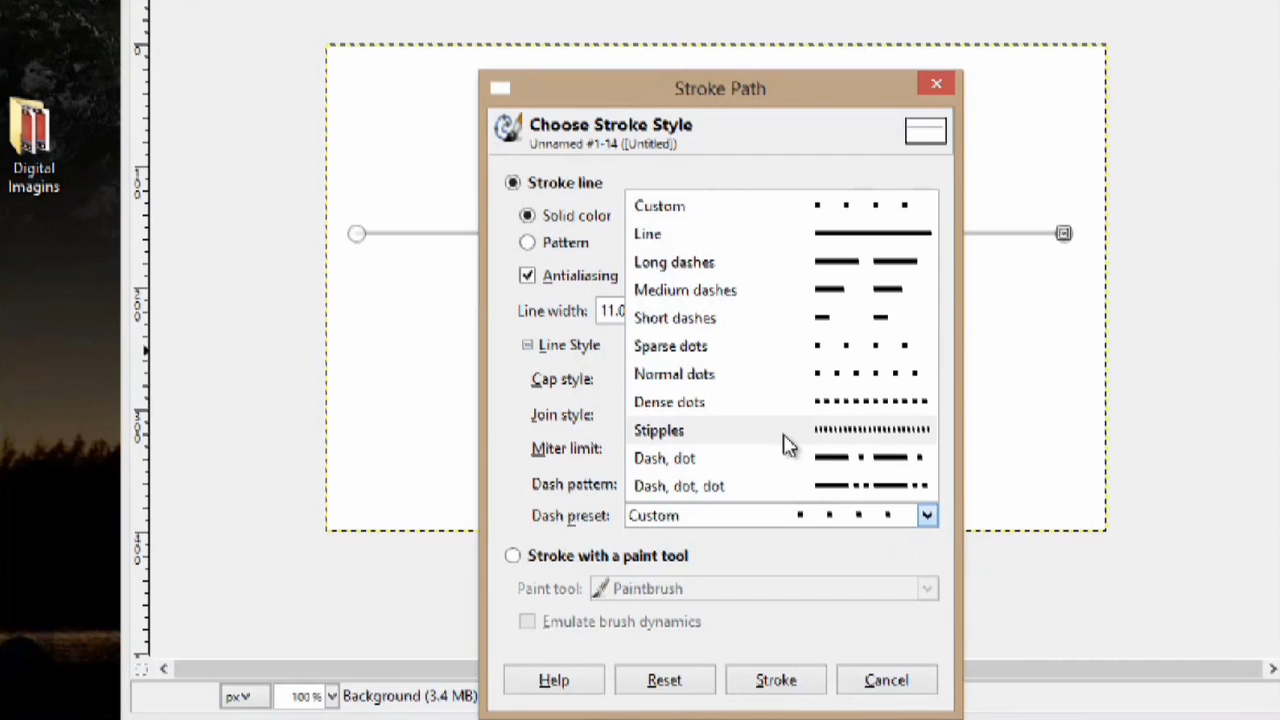 Stroke Path
Choose Stroke Style
Unnamed #1-14 ([Untitled])
Digital
Imagins
Stroke line
Solid color
Pattern
Antialiasing
Line width: 11.0
Line Style
Cap style:
Join style:
Miter limit:
Dash pattern:
Dash preset: Custom
Custom
Line
Long dashes
Medium dashes
Short dashes
Sparse dots
Normal dots
Dense dots
Stipples
Dash, dot
Dash, dot, dot
Stroke with a paint tool
Paint tool: Paintbrush
Emulate brush dynamics
Help Reset Stroke Cancel
px 100 % Background (3.4 MB)